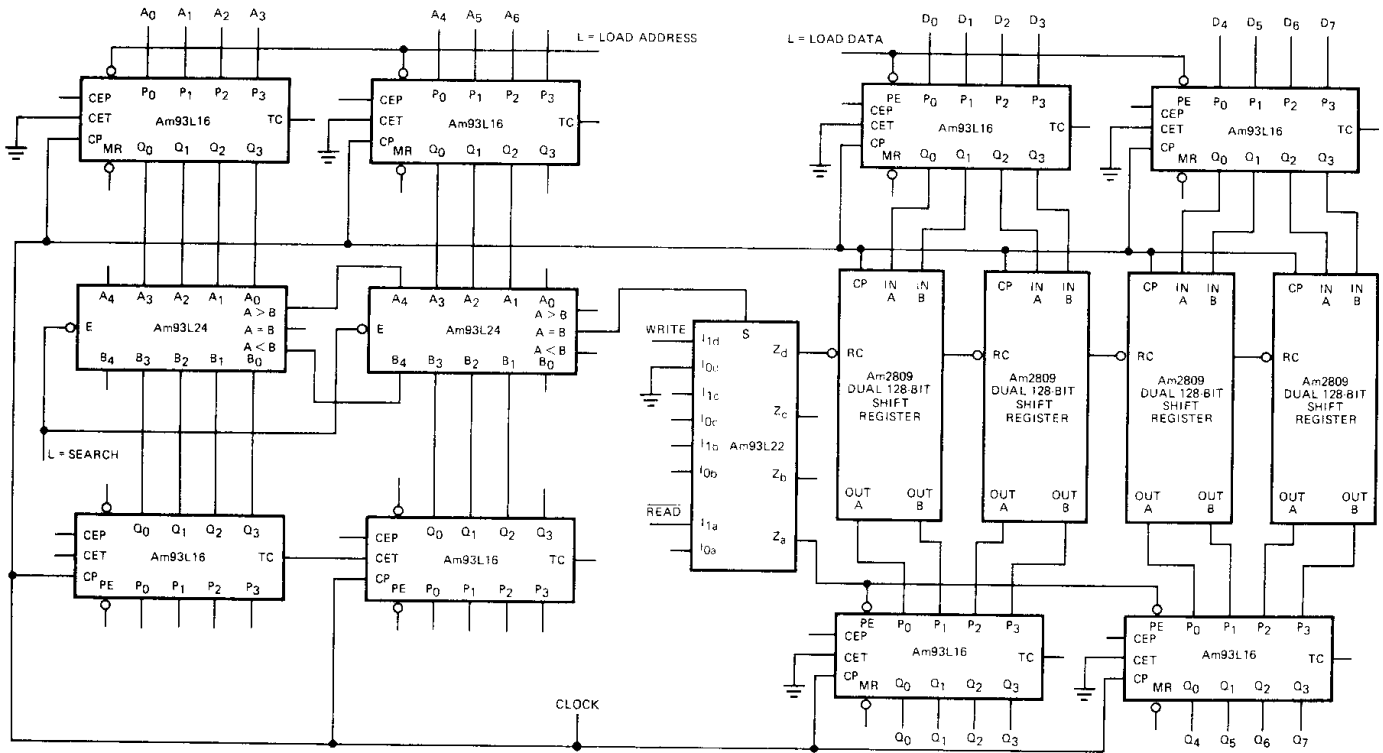 A0 A1 A2 A3 A4 A5 A6 D0 D1 D2 D3 D4 D5 D6 D7
L = LOAD ADDRESS L = LOAD DATA
P0 P1 P2 P3 P0 P1 P2 P3 PE P0 P1 P2 P3 PE P0 P1 P2 P3
CEP CEP CEP CEP
CET Am93L16 TC CET Am93L16 TC CET Am93L16 TC CET Am93L16 TC
CP CP CP CP
MR Q0 Q1 Q2 Q3 MR Q0 Q1 Q2 Q3 MR Q0 Q1 Q2 Q3 MR Q0 Q1 Q2 Q3
A4 A3 A2 A1 A0 A4 A3 A2 A1 A0
A > B A > B
E Am93L24 A = B E Am93L24 A = B
A < B A < B
B4 B3 B2 B1 B0 B4 B3 B2 B1 B0
CP IN A IN B CP IN A IN B CP IN A IN B CP IN A IN B
S
WRITE I1d Zd
I0d
I1c
I0c Zc
I1b Am93L22
I0b Zb
READ I1a
I0a Za
RC RC RC RC
Am2809 Am2809 Am2809 Am2809
DUAL 128-BIT DUAL 128-BIT DUAL 128-BIT DUAL 128-BIT
SHIFT SHIFT SHIFT SHIFT
REGISTER REGISTER REGISTER REGISTER
OUT A OUT B OUT A OUT B OUT A OUT B OUT A OUT B
L = SEARCH
Q0 Q1 Q2 Q3 Q0 Q1 Q2 Q3
CEP CEP
CET Am93L16 TC CET Am93L16 TC
CP CP
PE P0 P1 P2 P3 PE P0 P1 P2 P3
PE P0 P1 P2 P3 PE P0 P1 P2 P3
CEP CEP
CET Am93L16 TC CET Am93L16 TC
CP CP
MR Q0 Q1 Q2 Q3 MR Q0 Q1 Q2 Q3
CLOCK
Q0 Q1 Q2 Q3 Q4 Q5 Q6 Q7